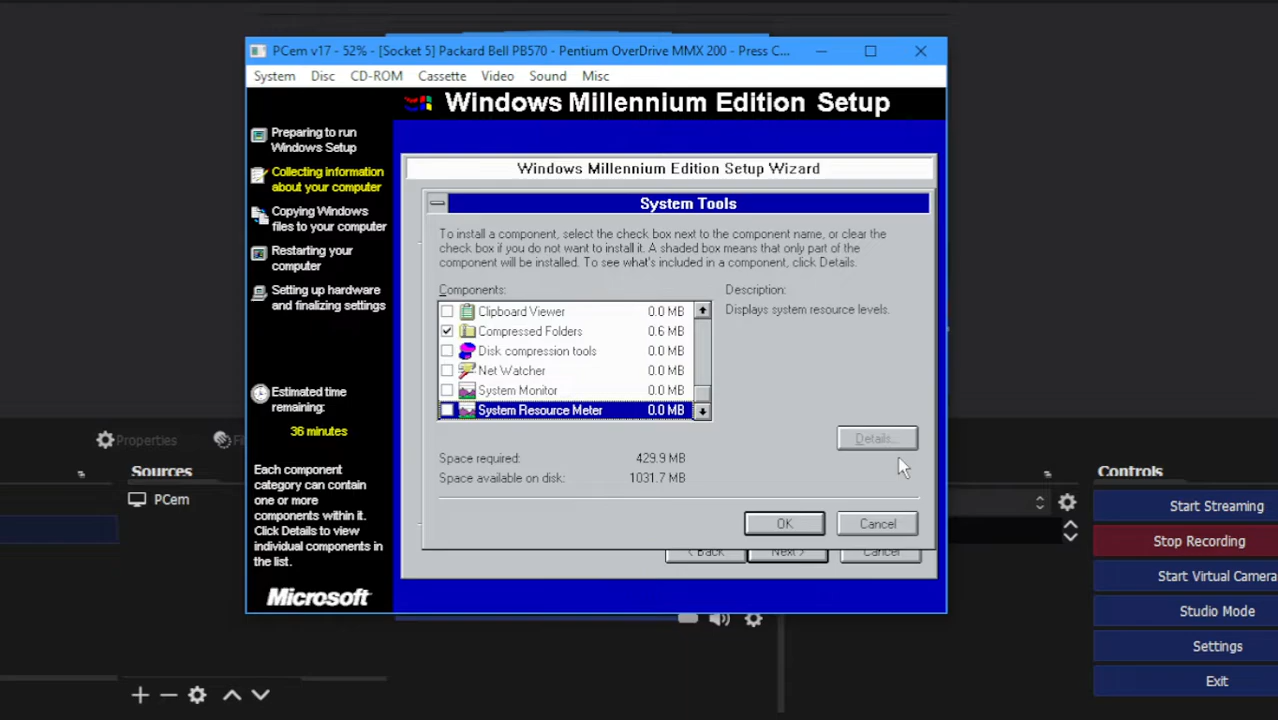 PCem v17 - 52% - [Socket 5] Packard Bell PB570 - Pentium OverDrive MMX 200 - Press C...
System Disc CD-ROM Cassette Video Sound Misc
Windows Millennium Edition Setup
Preparing to run
Windows Setup
Collecting information
about your computer
Copying Windows
files to your computer
Restarting your
computer
Setting up hardware
and finalizing settings
Estimated time
remaining:
36 minutes
Each component
category can contain
one or more
components within it.
Click Details to view
individual components in
the list.
Microsoft
Windows Millennium Edition Setup Wizard
System Tools
To install a component, select the check box next to the component name, or clear the
check box if you do not want to install it. A shaded box means that only part of the
component will be installed. To see what's included in a component, click Details.
Components:
Clipboard Viewer 0.0 MB
Compressed Folders 0.6 MB
Disk compression tools 0.0 MB
Net Watcher 0.0 MB
System Monitor 0.0 MB
System Resource Meter 0.0 MB
Description:
Displays system resource levels.
Details...
Space required: 429.9 MB
Space available on disk: 1031.7 MB
OK Cancel
< Back Next > Cancel
Properties
Sources
PCem
Controls
Start Streaming
Stop Recording
Start Virtual Camera
Studio Mode
Settings
Exit